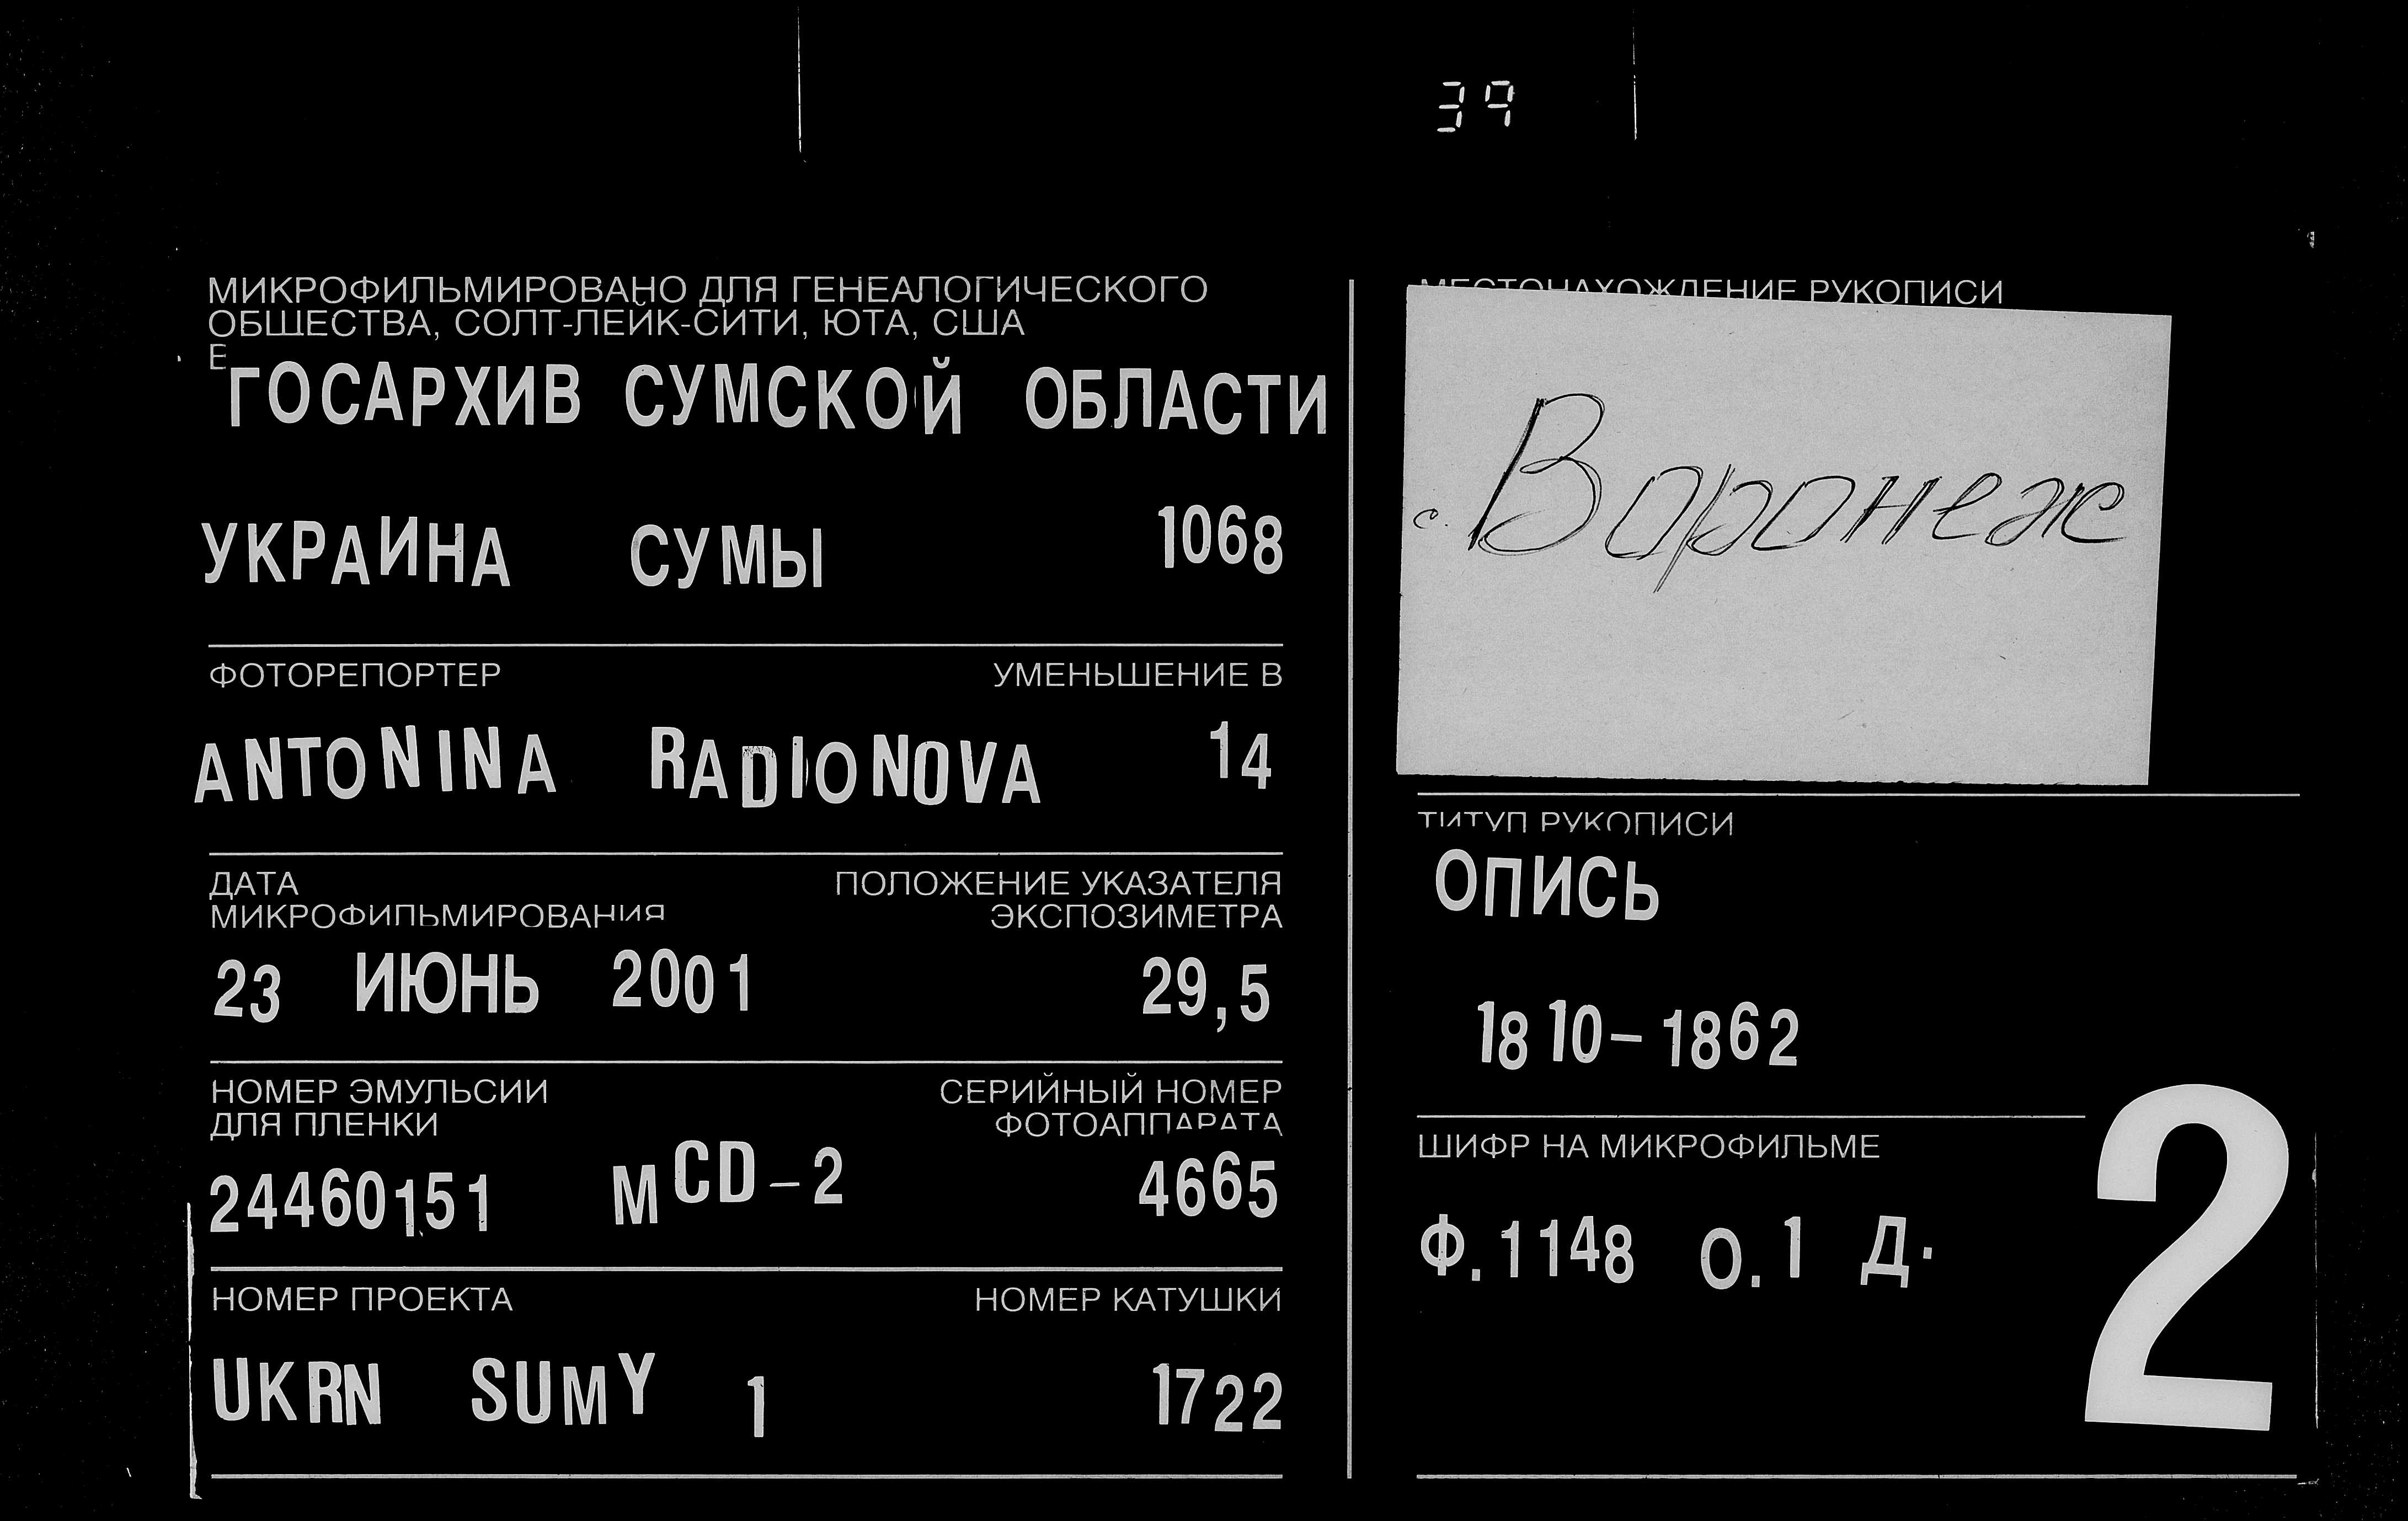 39
МИКРОФИЛЬМИРОВАНО ДЛЯ ГЕНЕАЛОГИЧЕСКОГО
ОБЩЕСТВА, СОЛТ-ЛЕЙК-СИТИ, ЮТА, США
Е
ГОСАРХИВ СУМСКОЙ ОБЛАСТИ
УКРАИНА СУМЫ 1068
ФОТОРЕПОРТЕР УМЕНЬШЕНИЕ В
ANTONINA RADIONOVA 14
ДАТА
МИКРОФИЛЬМИРОВАНИЯ
ПОЛОЖЕНИЕ УКАЗАТЕЛЯ
ЭКСПОЗИМЕТРА
23 ИЮНЬ 2001 29,5
НОМЕР ЭМУЛЬСИИ
ДЛЯ ПЛЕНКИ
СЕРИЙНЫЙ НОМЕР
ФОТОАППАРАТА
24460151 MCD-2 4665
НОМЕР ПРОЕКТА НОМЕР КАТУШКИ
UKRN SUMY 1 1722
МЕСТОНАХОЖДЕНИЕ РУКОПИСИ
с. Воронеж
ТИТУЛ РУКОПИСИ
ОПИСЬ
1810-1862
ШИФР НА МИКРОФИЛЬМЕ
Ф.1148 О.1 Д.
2